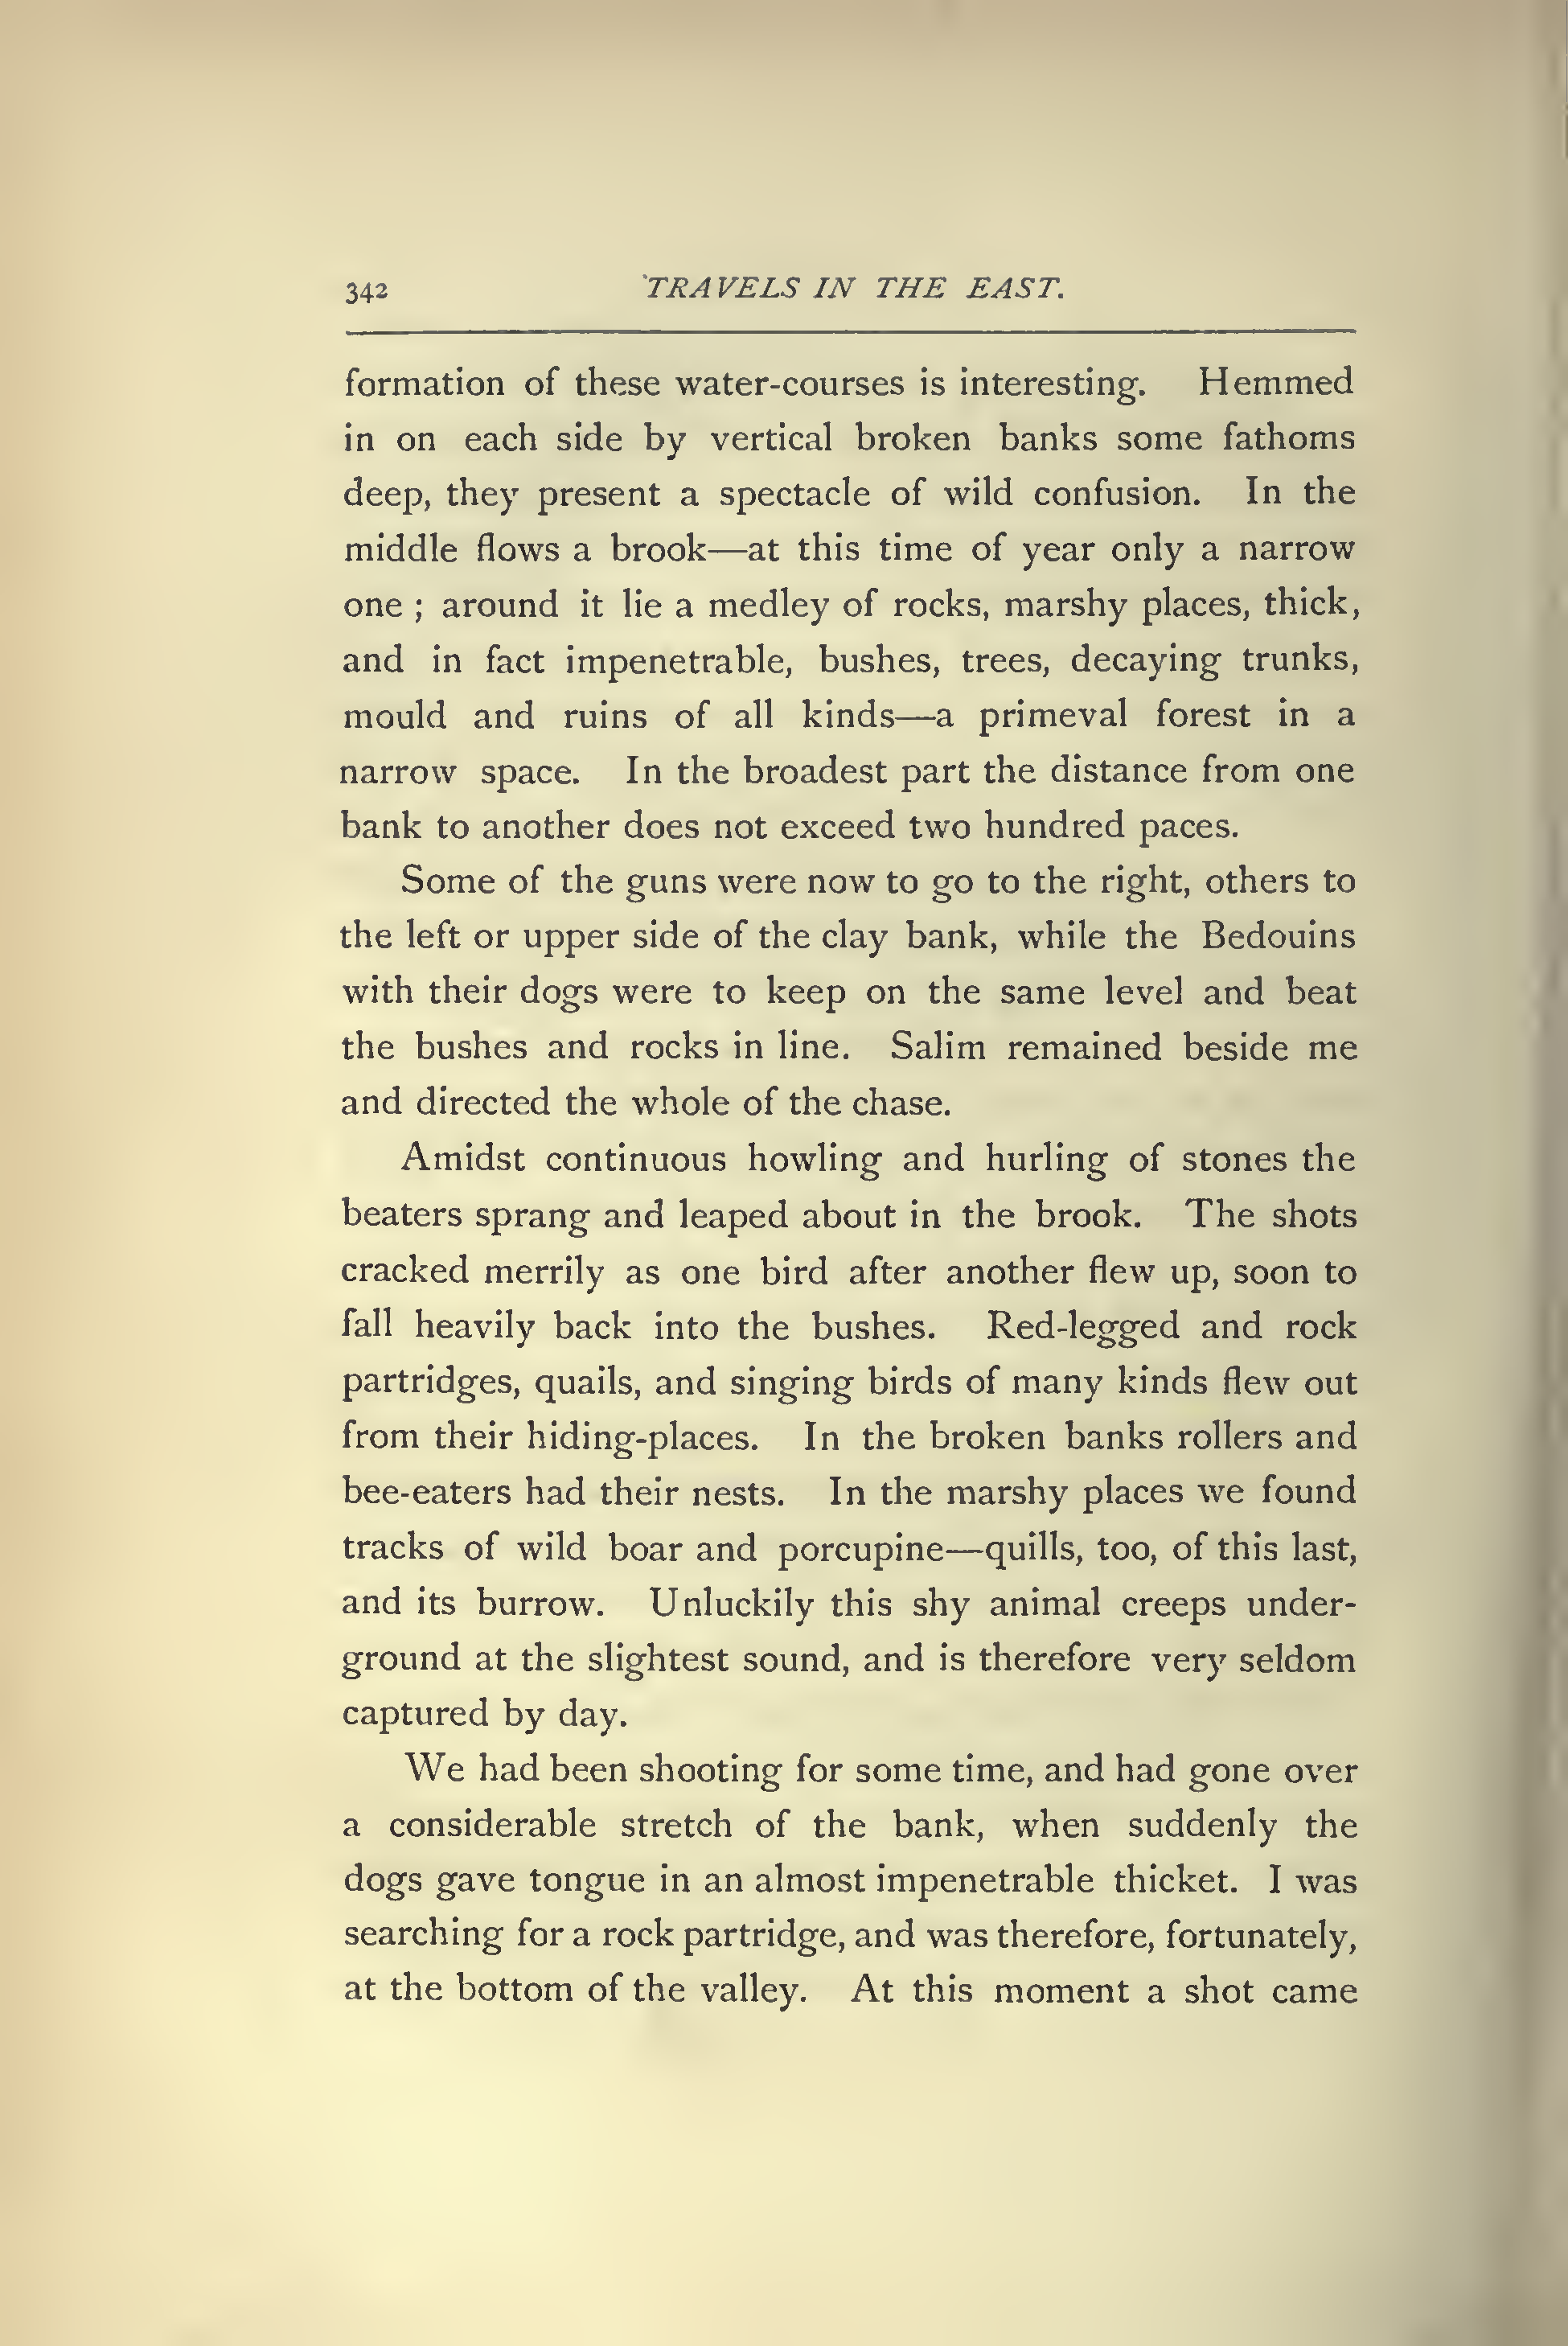 342 TRAVELS IN THE EAST.
formation of these water-courses is interesting. Hemmed
in on each side by vertical broken banks some fathoms
deep, they present a spectacle of wild confusion. In the
middle flows a brook—at this time of year only a narrow
one ; around it lie a medley of rocks, marshy places, thick,
and in fact impenetrable, bushes, trees, decaying trunks,
mould and ruins of all kinds—a primeval forest in a
narrow space. In the broadest part the distance from one
bank to another does not exceed two hundred paces.
Some of the guns were now to go to the right, others to
the left or upper side of the clay bank, while the Bedouins
with their dogs were to keep on the same level and beat
the bushes and rocks in line. Salim remained beside me
and directed the whole of the chase.
Amidst continuous howling and hurling of stones the
beaters sprang and leaped about in the brook. The shots
cracked merrily as one bird after another flew up, soon to
fall heavily back into the bushes. Red-legged and rock
partridges, quails, and singing birds of many kinds flew out
from their hiding-places. In the broken banks rollers and
bee-eaters had their nests. In the marshy places we found
tracks of wild boar and porcupine—quills, too, of this last,
and its burrow. Unluckily this shy animal creeps under-
ground at the slightest sound, and is therefore very seldom
captured by day.
We had been shooting for some time, and had gone over
a considerable stretch of the bank, when suddenly the
dogs gave tongue in an almost impenetrable thicket. I was
searching for a rock partridge, and was therefore, fortunately,
at the bottom of the valley. At this moment a shot came